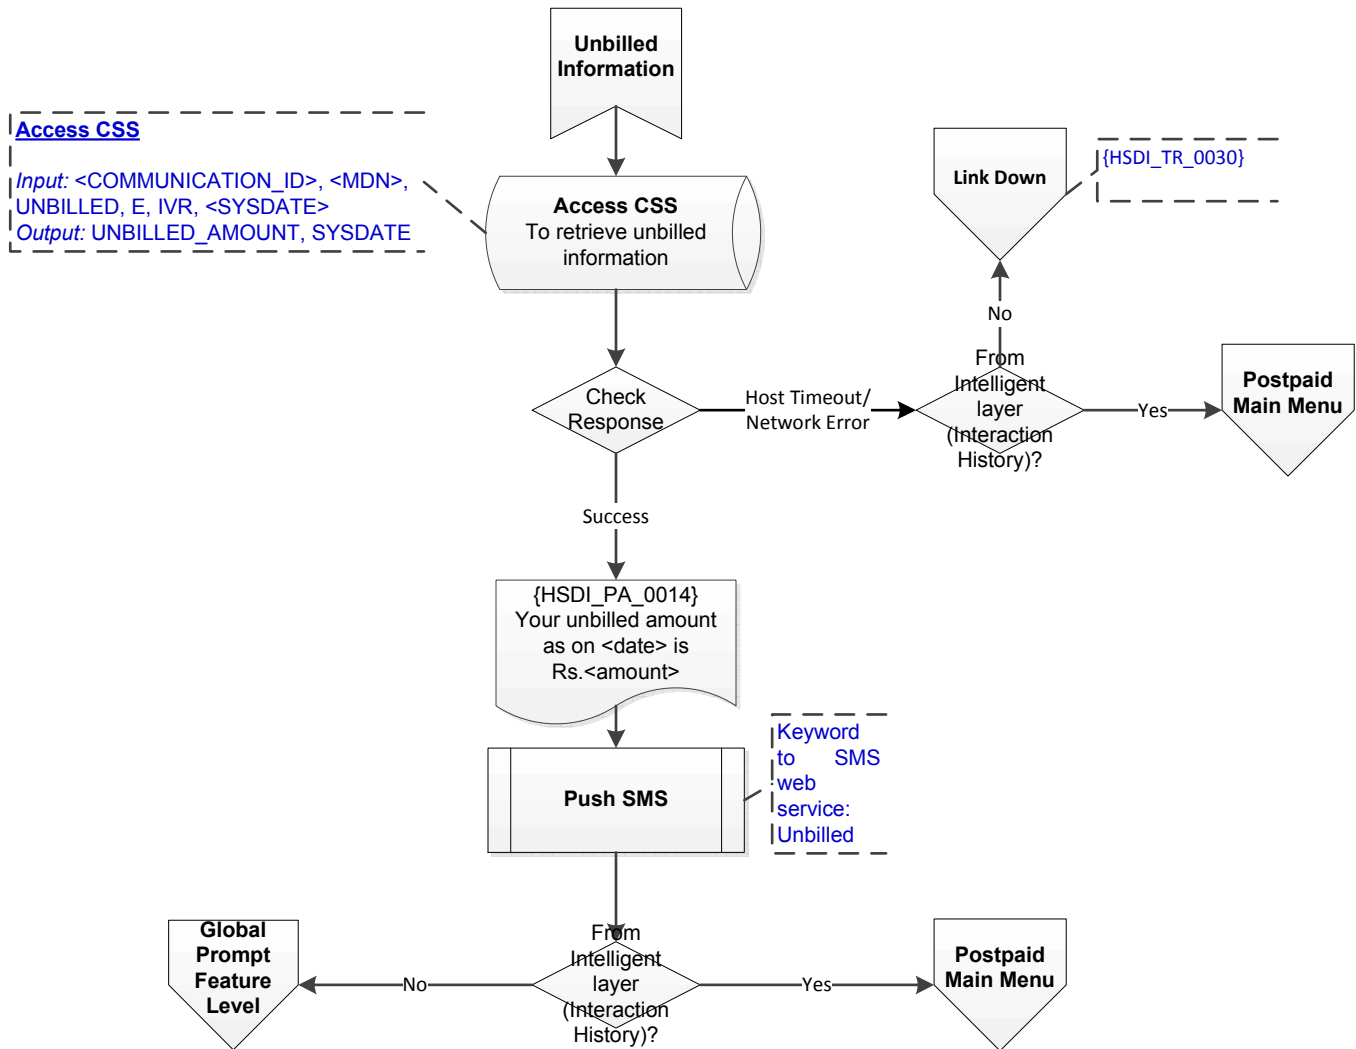 Unbilled
Information
Access CSS
Input: <COMMUNICATION_ID>, <MDN>,
UNBILLED, E, IVR, <SYSDATE>
Output: UNBILLED_AMOUNT, SYSDATE
Access CSS
To retrieve unbilled
information
Link Down
{HSDI_TR_0030}
No
Check
Response
Host Timeout/
Network Error
From
Intelligent
layer
(Interaction
History)?
Yes
Postpaid
Main Menu
Success
{HSDI_PA_0014}
Your unbilled amount
as on <date> is
Rs.<amount>
Push SMS
Keyword
to SMS
web
service:
Unbilled
Global
Prompt
Feature
Level
No
From
Intelligent
layer
(Interaction
History)?
Yes
Postpaid
Main Menu